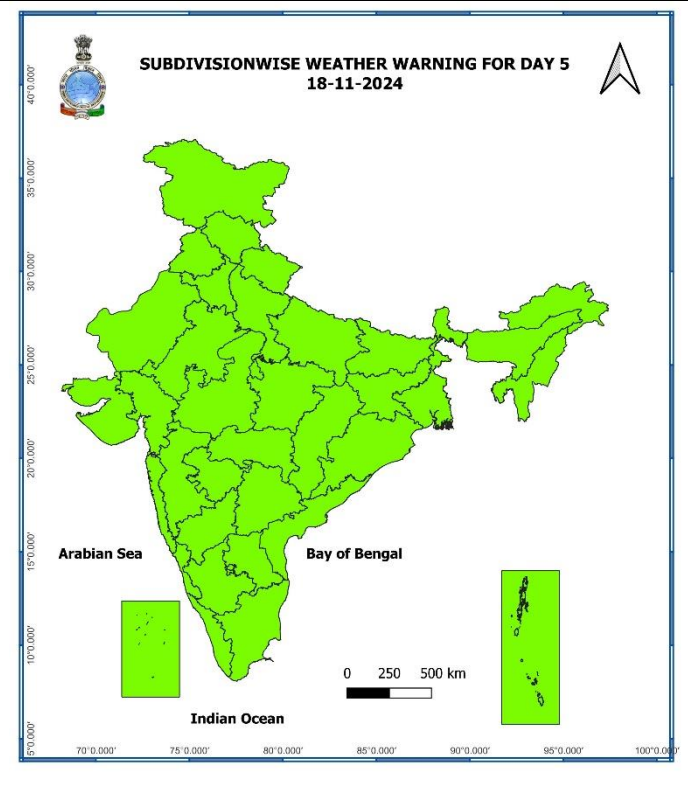 SUBDIVISIONWISE WEATHER WARNING FOR DAY 5
18-11-2024
40°0.000'
35°0.000'
30°0.000'
25°0.000'
20°0.000'
15°0.000'
10°0.000'
5°0.000'
Arabian Sea
Bay of Bengal
0 250 500 km
Indian Ocean
70°0.000' 75°0.000' 80°0.000' 85°0.000' 90°0.000' 95°0.000' 100°0.000'